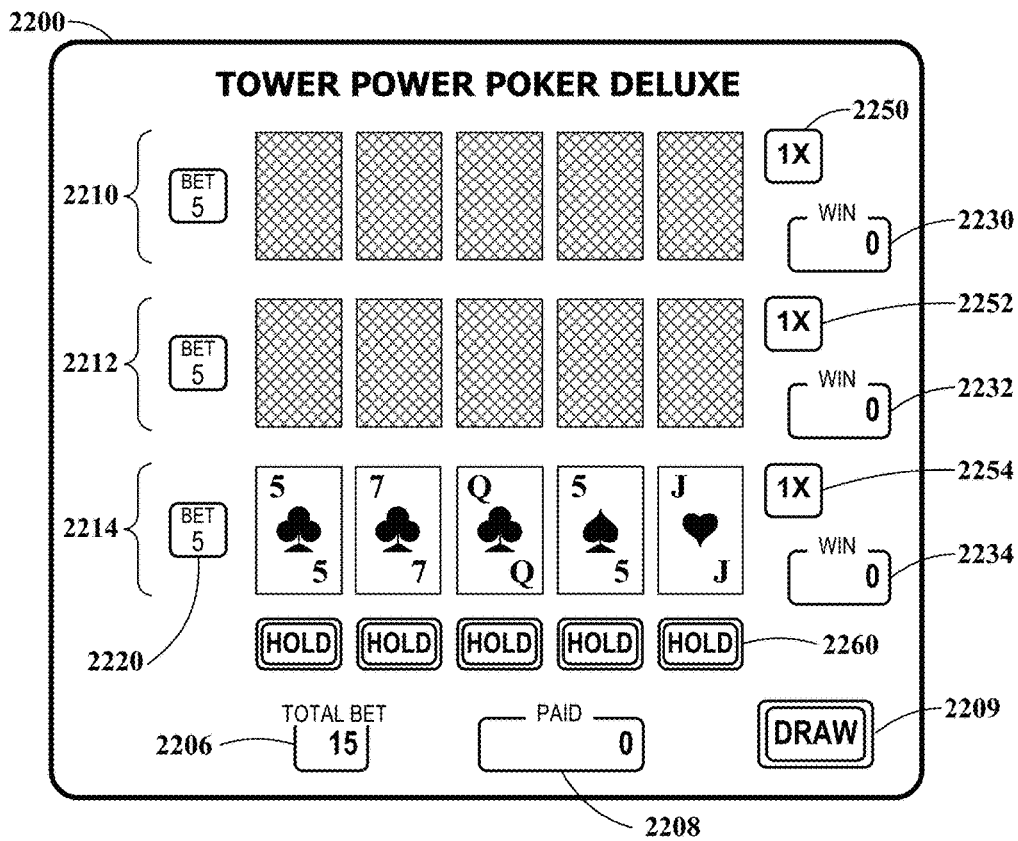 2200
TOWER POWER POKER DELUXE
2250
1X
2210
BET
5
WIN
0
2230
2252
1X
2212
BET
5
WIN
0
2232
2254
1X
5 7 Q 5 J
2214
BET
5
5 7 Q 5 J
WIN
0
2234
HOLD HOLD HOLD HOLD HOLD
2260
2220
2209
TOTAL BET
15
2206
PAID
0
DRAW
2208